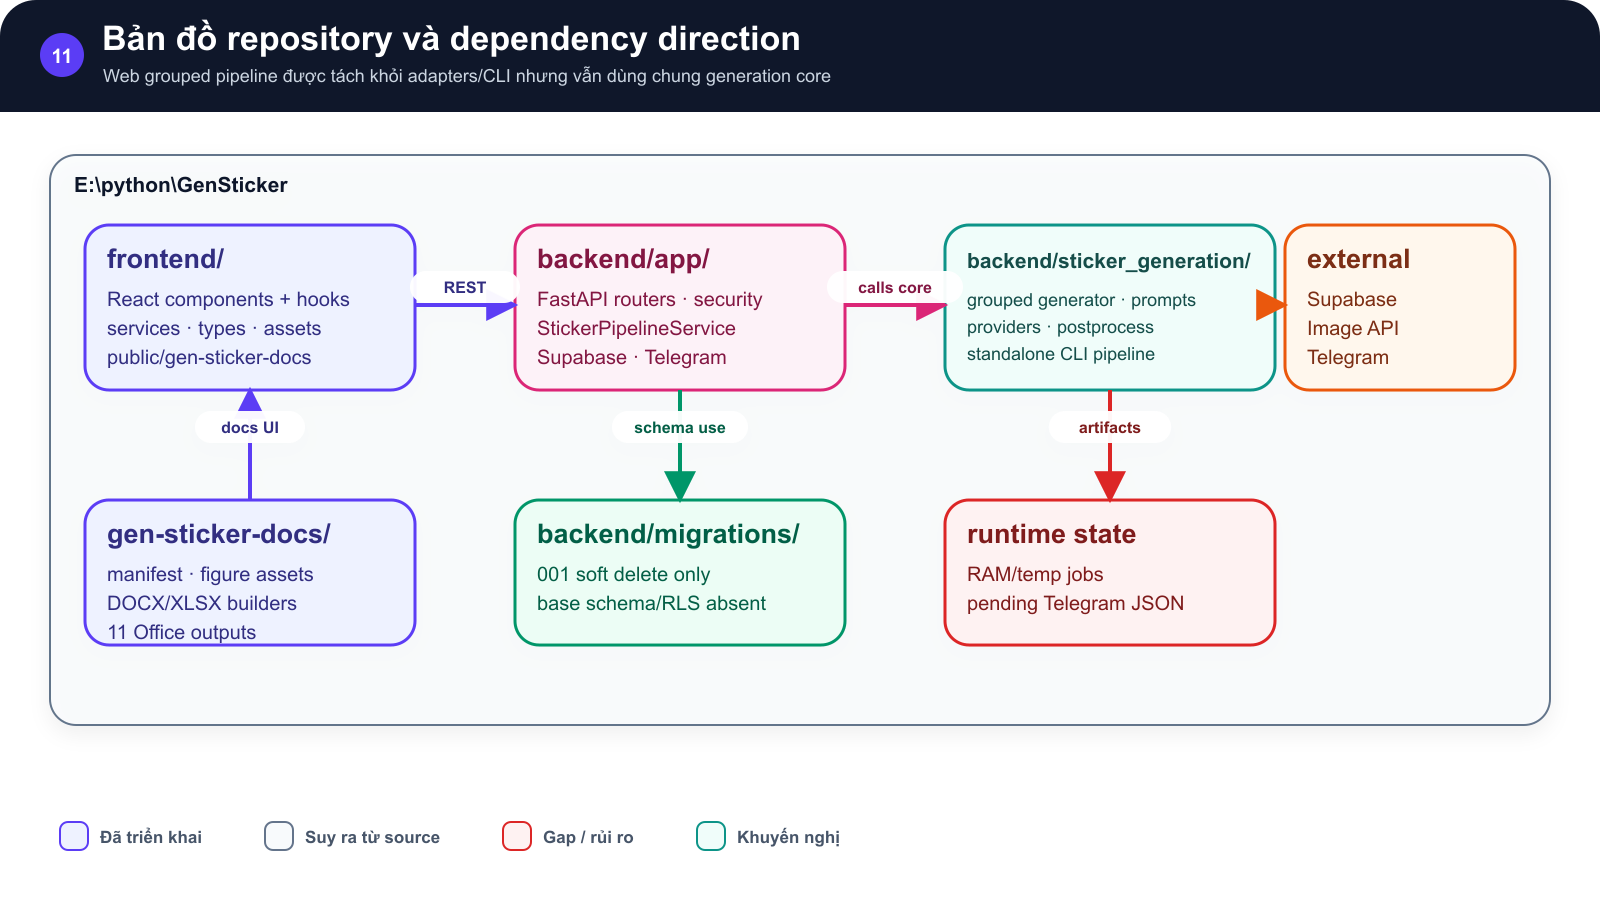 11
Bản đồ repository và dependency direction
Web grouped pipeline được tách khỏi adapters/CLI nhưng vẫn dùng chung generation core
E:\python\GenSticker
frontend/
React components + hooks
services · types · assets
public/gen-sticker-docs
REST
backend/app/
FastAPI routers · security
StickerPipelineService
Supabase · Telegram
calls core
backend/sticker_generation/
grouped generator · prompts
providers · postprocess
standalone CLI pipeline
external
Supabase
Image API
Telegram
docs UI
schema use
artifacts
gen-sticker-docs/
manifest · figure assets
DOCX/XLSX builders
11 Office outputs
backend/migrations/
001 soft delete only
base schema/RLS absent
runtime state
RAM/temp jobs
pending Telegram JSON
Đã triển khai
Suy ra từ source
Gap / rủi ro
Khuyến nghị